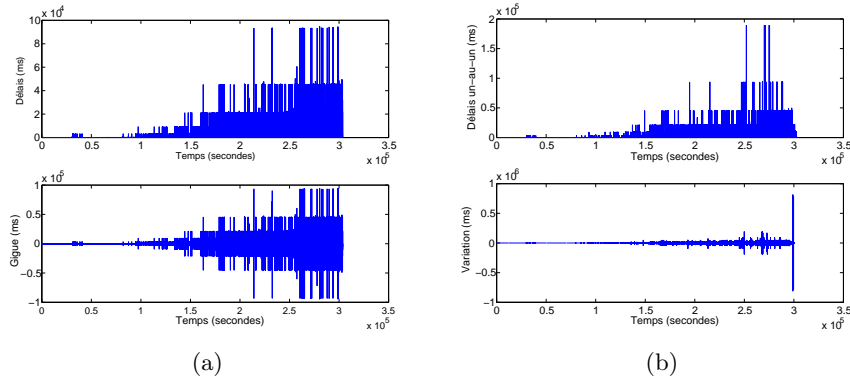 x 10^4
10
8
6
4
2
0
Délais (ms)
0 0.5 1 1.5 2 2.5 3 3.5
Temps (secondes)
x 10^5
x 10^5
1
0.5
0
−0.5
−1
Gigue (ms)
0 0.5 1 1.5 2 2.5 3 3.5
Temps (secondes)
x 10^5
(a)
x 10^5
2
1.5
1
0.5
0
Délais un−au−un (ms)
0 0.5 1 1.5 2 2.5 3 3.5
Temps (secondes)
x 10^5
x 10^6
1
0.5
0
−0.5
−1
Variation (ms)
0 0.5 1 1.5 2 2.5 3 3.5
Temps (secondes)
x 10^5
(b)